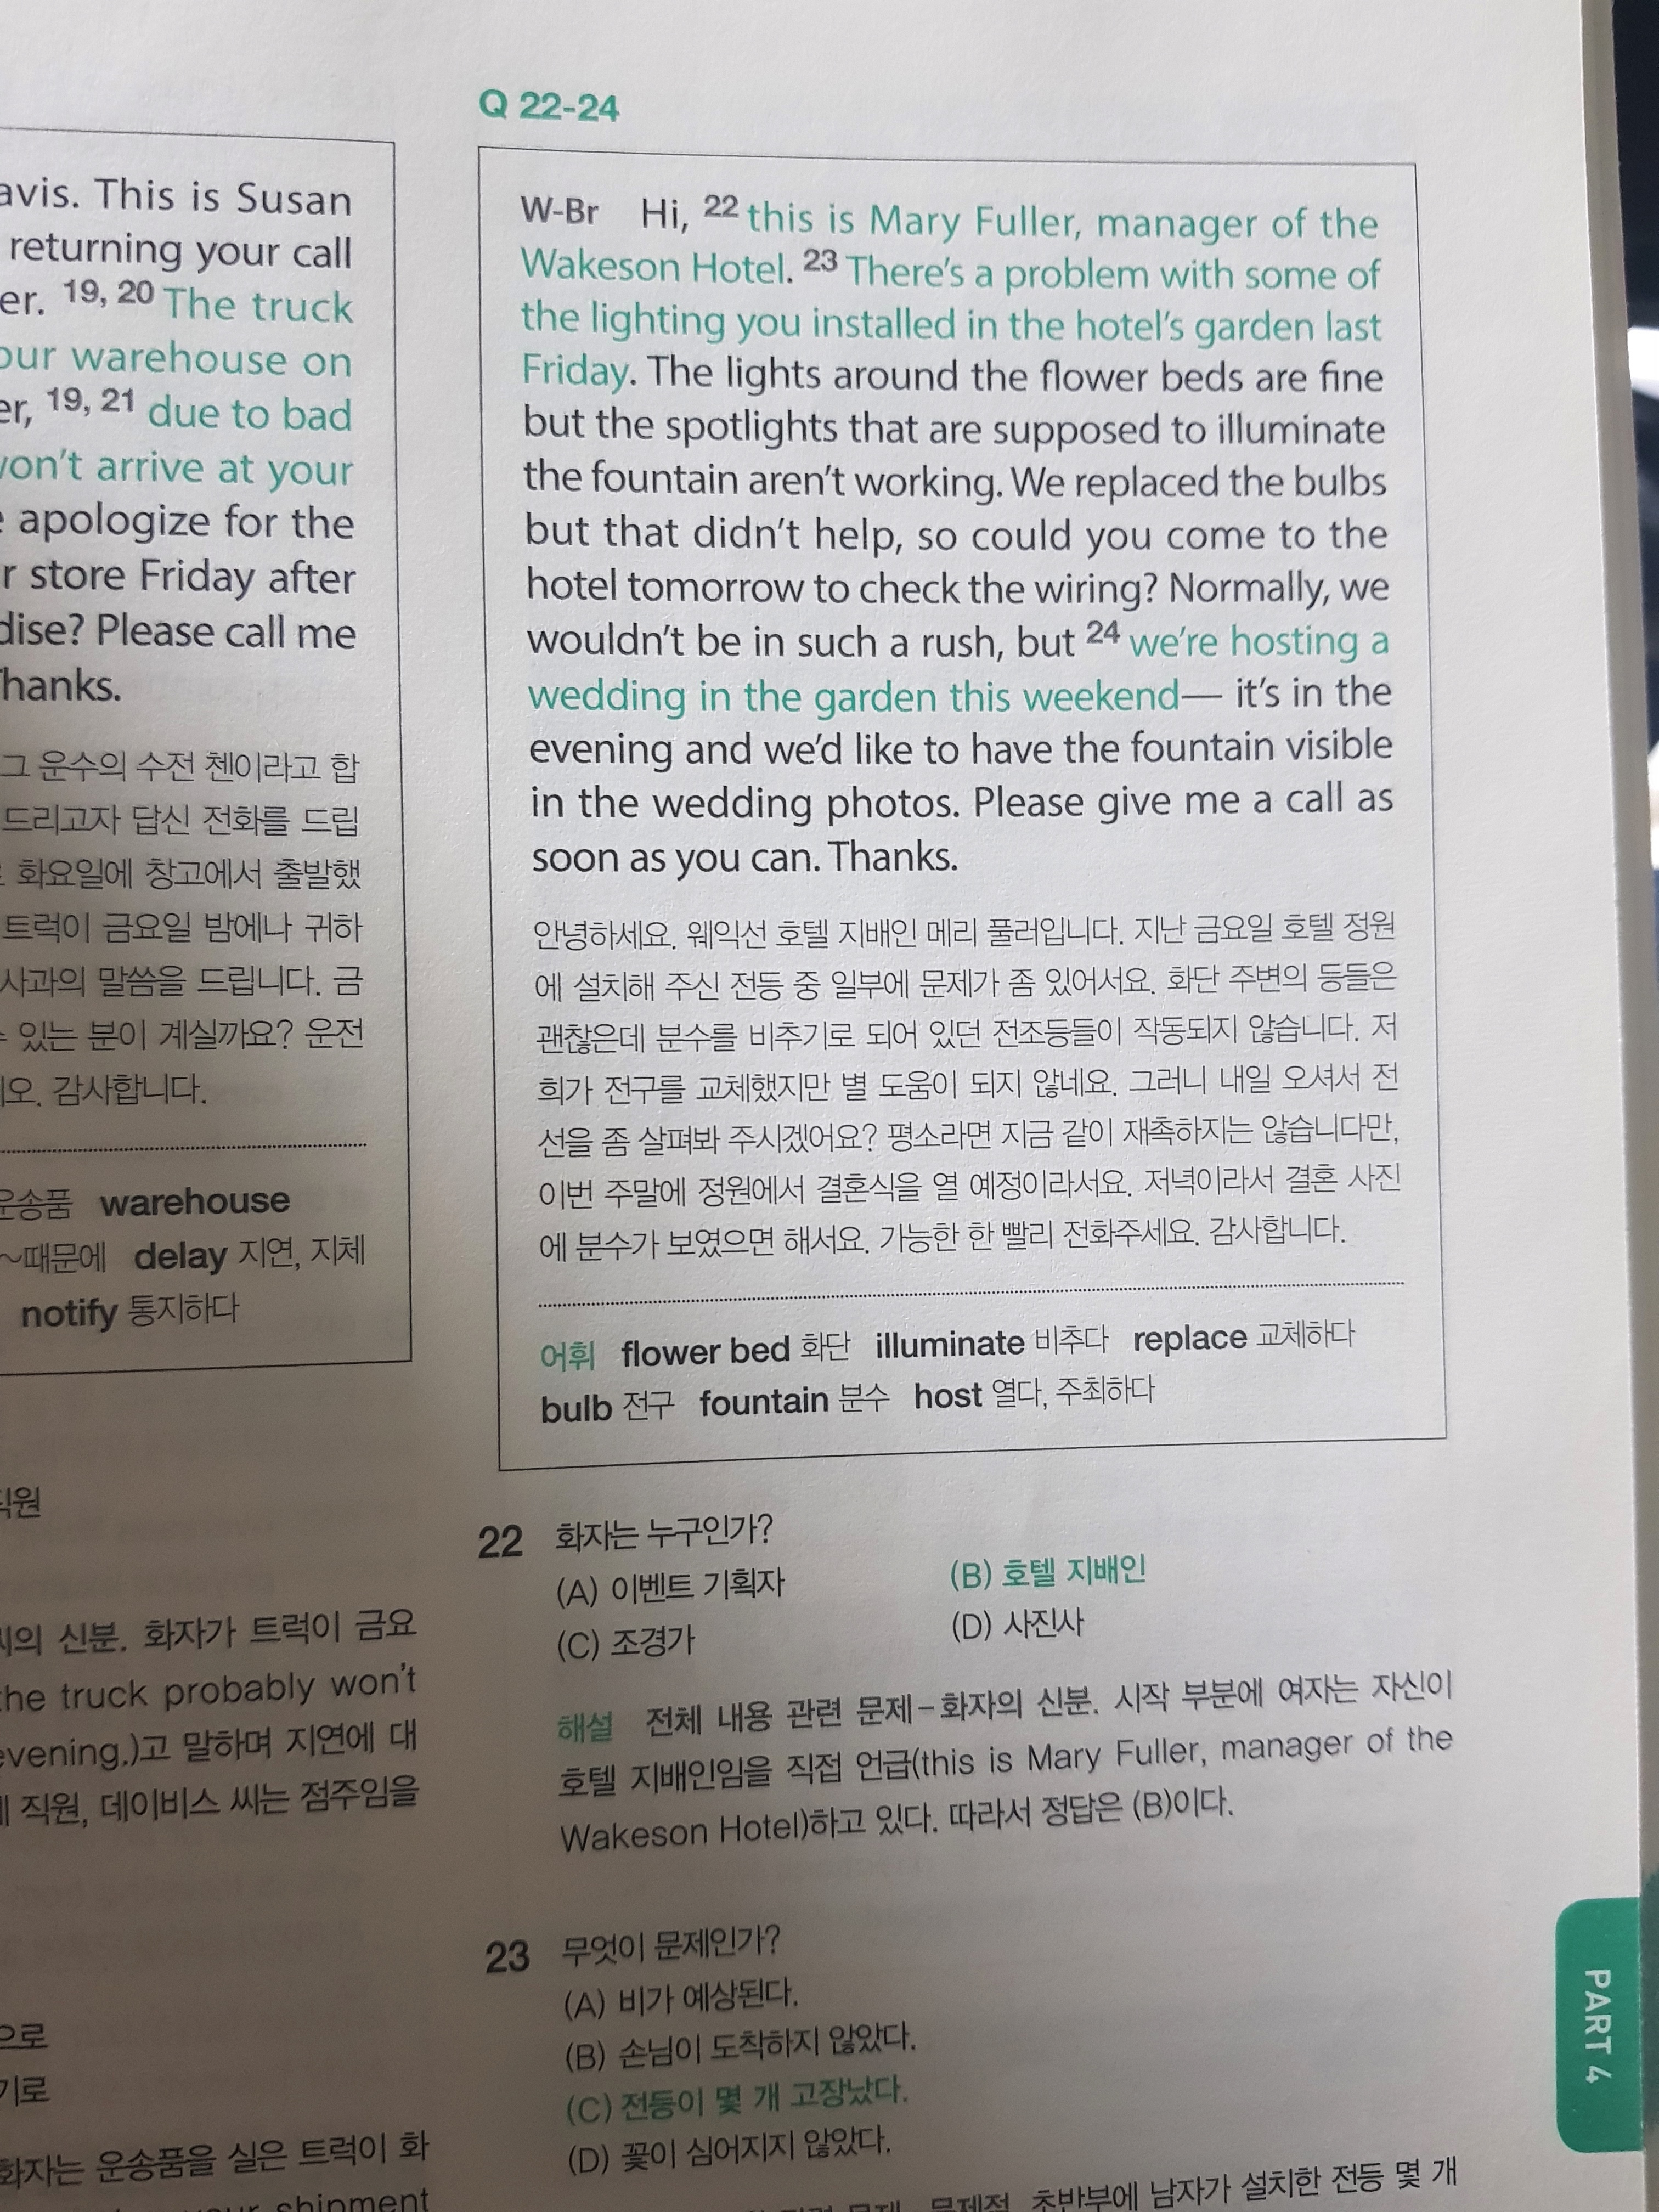 avis. This is Susan
returning your call
er. 19, 20 The truck
our warehouse on
er, 19, 21 due to bad
won't arrive at your
apologize for the
r store Friday after
dise? Please call me
Thanks.
그 운수의 수전 첸이라고 합
드리고자 답신 전화를 드립
화요일에 창고에서 출발했
트럭이 금요일 밤에나 귀하
사과의 말씀을 드립니다. 금
있는 분이 계실까요? 운전
오. 감사합니다.
운송품 warehouse
~때문에 delay 지연, 지체
notify 통지하다
직원
씨의 신분. 화자가 트럭이 금요
the truck probably won't
evening.)고 말하며 지연에 대
직원, 데이비스 씨는 점주임을
으로
기로
화자는 운송품을 실은 트럭이 화
your shipment
Q 22-24
W-Br Hi, 22 this is Mary Fuller, manager of the
Wakeson Hotel. 23 There's a problem with some of
the lighting you installed in the hotel's garden last
Friday. The lights around the flower beds are fine
but the spotlights that are supposed to illuminate
the fountain aren't working. We replaced the bulbs
but that didn't help, so could you come to the
hotel tomorrow to check the wiring? Normally, we
wouldn't be in such a rush, but 24 we're hosting a
wedding in the garden this weekend— it's in the
evening and we'd like to have the fountain visible
in the wedding photos. Please give me a call as
soon as you can. Thanks.
안녕하세요. 웨익선 호텔 지배인 메리 풀러입니다. 지난 금요일 호텔 정원
에 설치해 주신 전등 중 일부에 문제가 좀 있어서요. 화단 주변의 등들은
괜찮은데 분수를 비추기로 되어 있던 전조등들이 작동되지 않습니다. 저
희가 전구를 교체했지만 별 도움이 되지 않네요. 그러니 내일 오셔서 전
선을 좀 살펴봐 주시겠어요? 평소라면 지금 같이 재촉하지는 않습니다만,
이번 주말에 정원에서 결혼식을 열 예정이라서요. 저녁이라서 결혼 사진
에 분수가 보였으면 해서요. 가능한 한 빨리 전화주세요. 감사합니다.
어휘 flower bed 화단 illuminate 비추다 replace 교체하다
bulb 전구 fountain 분수 host 열다, 주최하다
22 화자는 누구인가?
(A) 이벤트 기획자 (B) 호텔 지배인
(C) 조경가 (D) 사진사
해설 전체 내용 관련 문제-화자의 신분. 시작 부분에 여자는 자신이
호텔 지배인임을 직접 언급(this is Mary Fuller, manager of the
Wakeson Hotel)하고 있다. 따라서 정답은 (B)이다.
23 무엇이 문제인가?
(A) 비가 예상된다.
(B) 손님이 도착하지 않았다.
(C) 전등이 몇 개 고장났다.
(D) 꽃이 심어지지 않았다.
문제점. 초반부에 남자가 설치한 전등 몇 개
PART 4